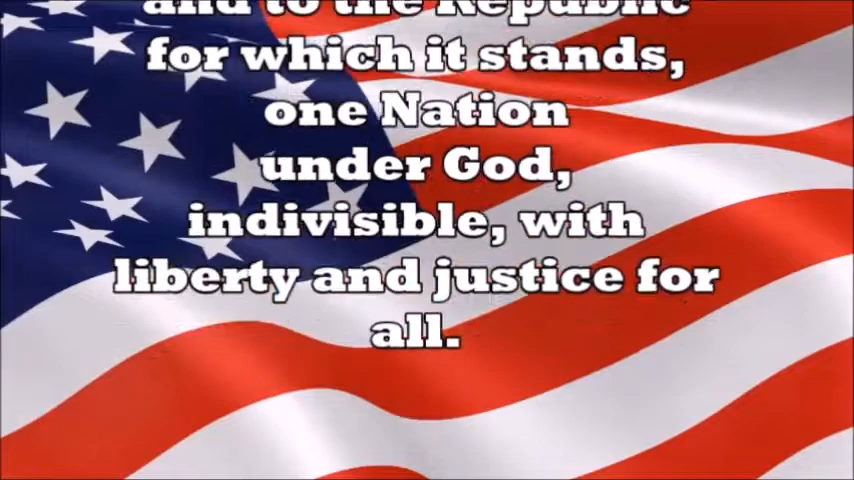 and to the Republic
for which it stands,
one Nation
under God,
indivisible, with
liberty and justice for
all.